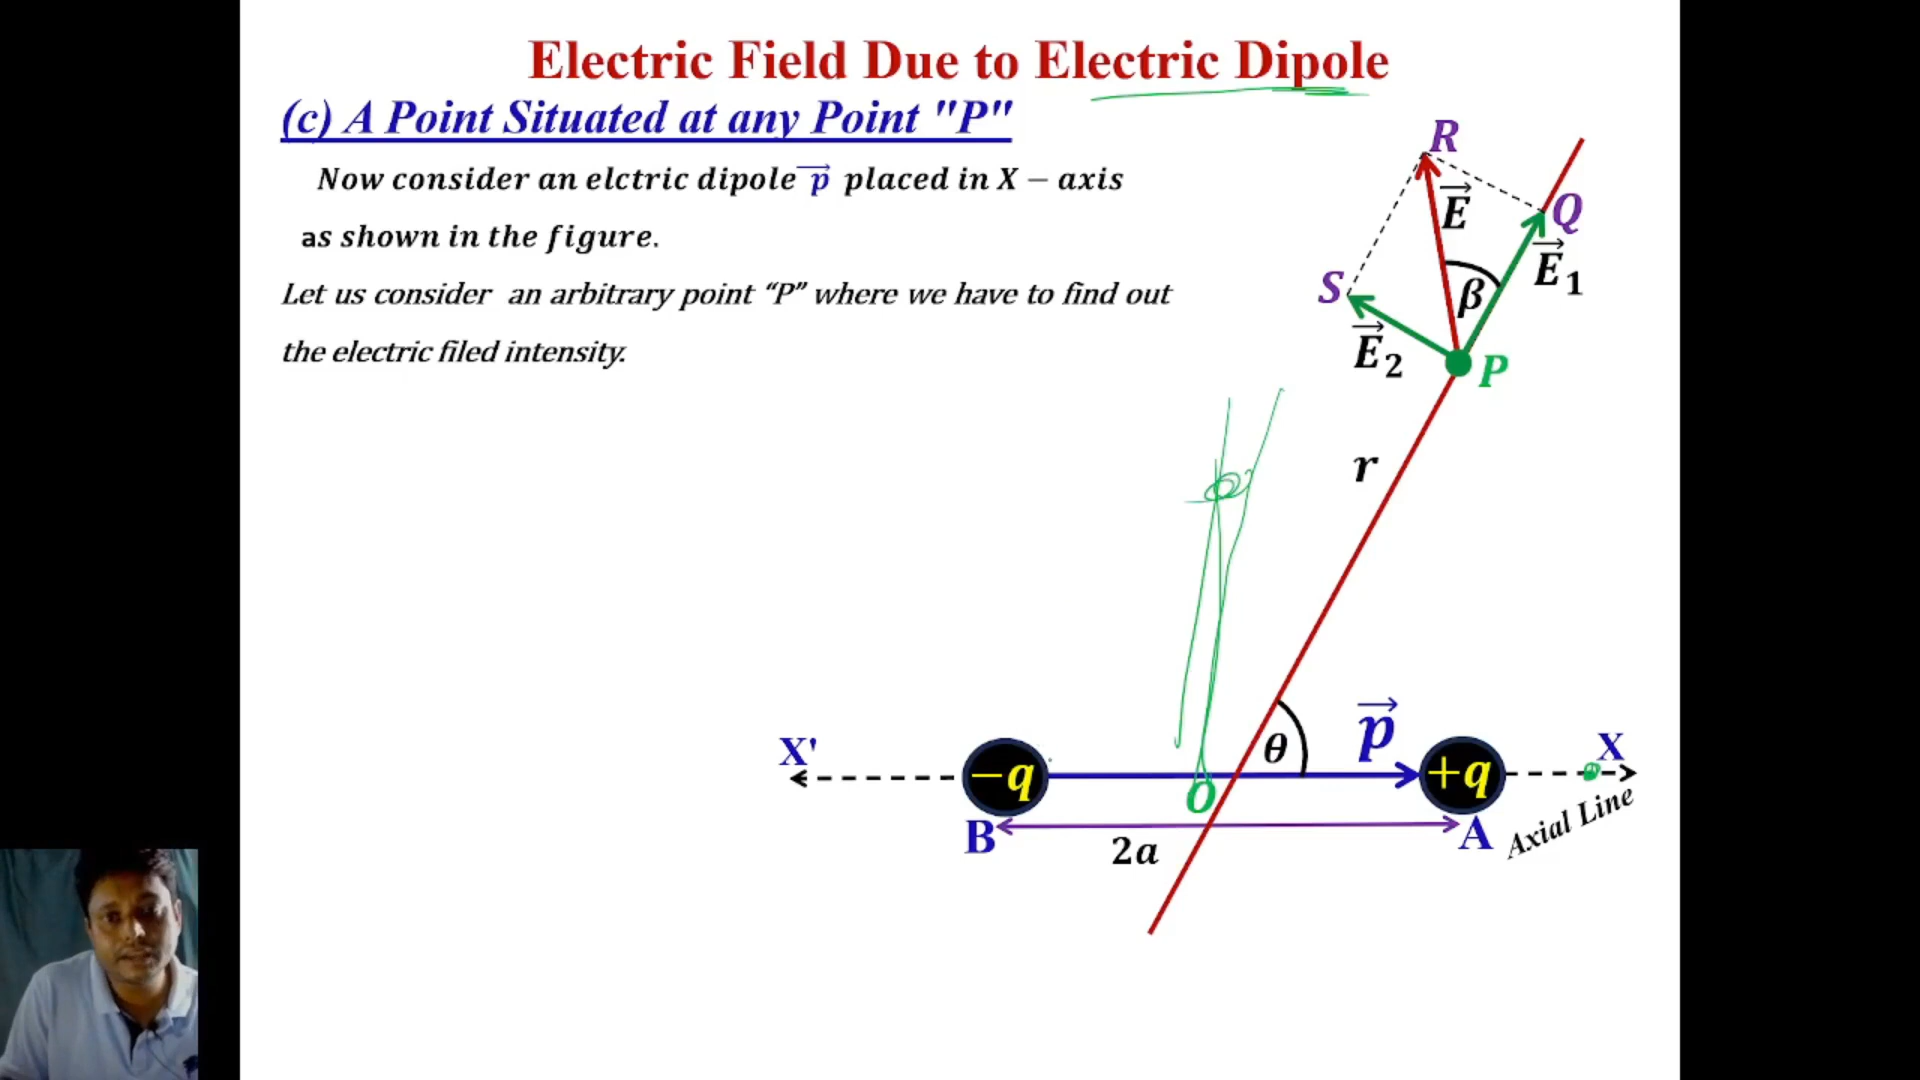 Electric Field Due to Electric Dipole
(c) A Point Situated at any Point "P"
Now consider an elctric dipole p⃗ placed in X − axis
as shown in the figure.
Let us consider an arbitrary point “P” where we have to find out
the electric filed intensity.
R
E⃗
Q
E⃗₁
S
β
E⃗₂
P
r
X'
θ
p⃗
X
−q
+q
O
B
2a
A
Axial Line